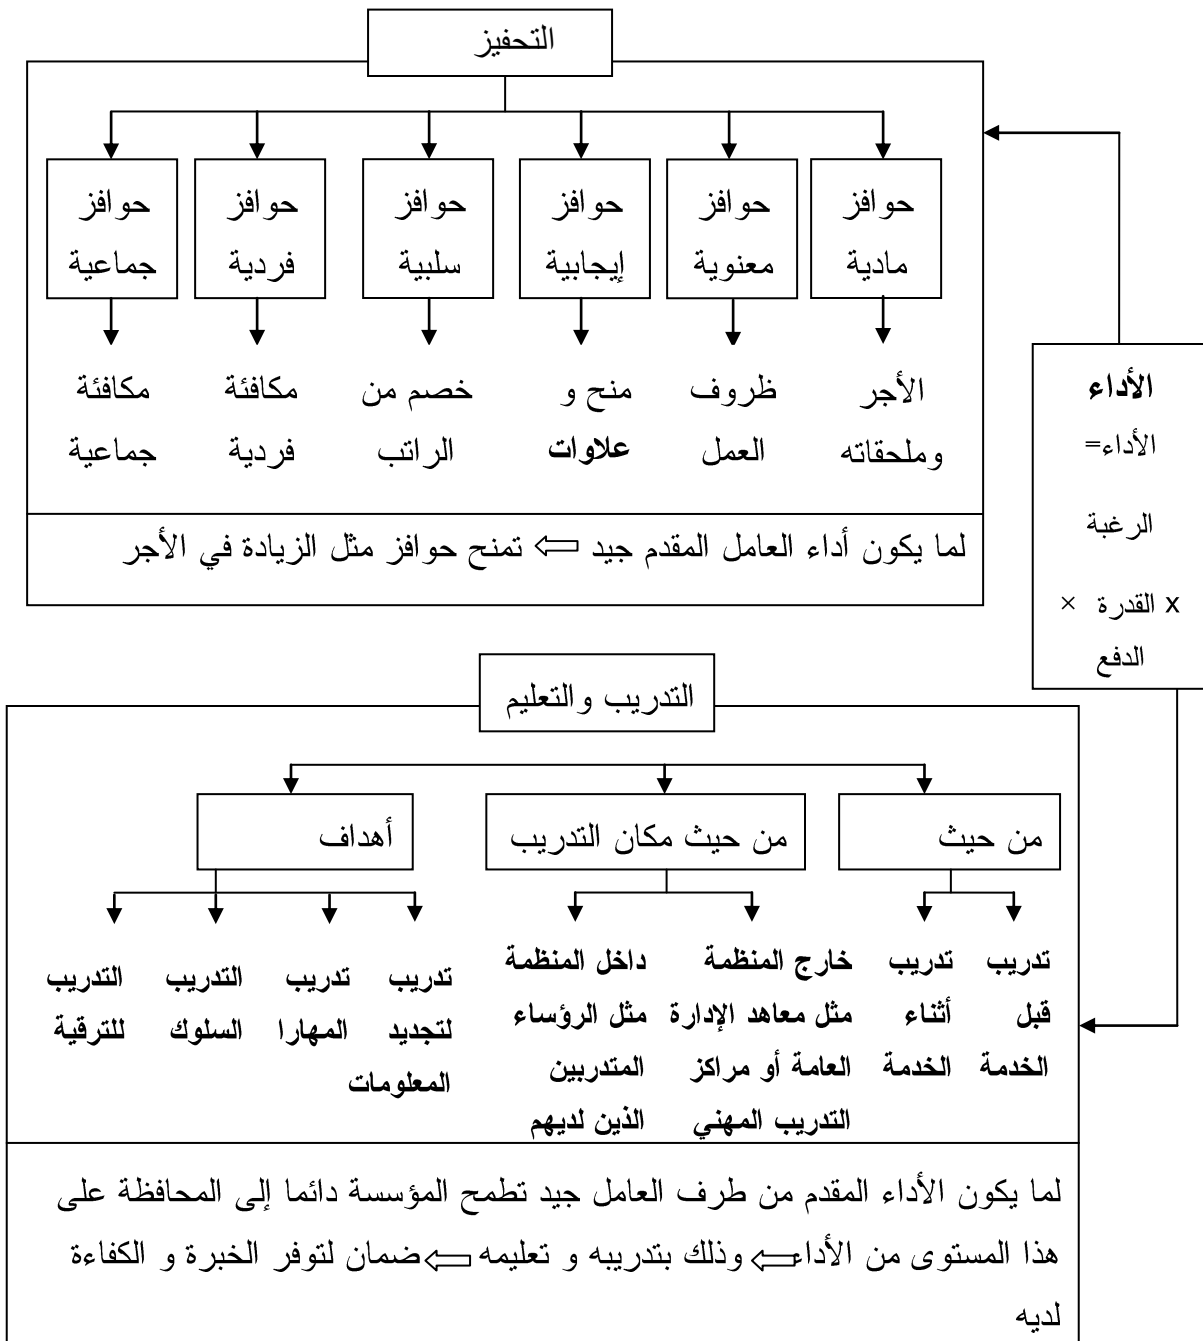 التحفيز
حوافز
مادية
حوافز
معنوية
حوافز
إيجابية
حوافز
سلبية
حوافز
فردية
حوافز
جماعية
الأجر
وملحقاته
ظروف
العمل
منح و
علاوات
خصم من
الراتب
مكافئة
فردية
مكافئة
جماعية
لما يكون أداء العامل المقدم جيد ⇦ تمنح حوافز مثل الزيادة في الأجر
الأداء
الأداء=
الرغبة
x القدرة ×
الدفع
التدريب والتعليم
من حيث
من حيث مكان التدريب
أهداف
تدريب
قبل
الخدمة
تدريب
أثناء
الخدمة
خارج المنظمة
مثل معاهد الإدارة
العامة أو مراكز
التدريب المهني
داخل المنظمة
مثل الرؤساء
المتدربين
الذين لديهم
تدريب
لتجديد
المعلومات
تدريب
المهارا
التدريب
السلوك
التدريب
للترقية
لما يكون الأداء المقدم من طرف العامل جيد تطمح المؤسسة دائما إلى المحافظة على
هذا المستوى من الأداء⇦ وذلك بتدريبه و تعليمه ⇦ضمان لتوفر الخبرة و الكفاءة
لديه